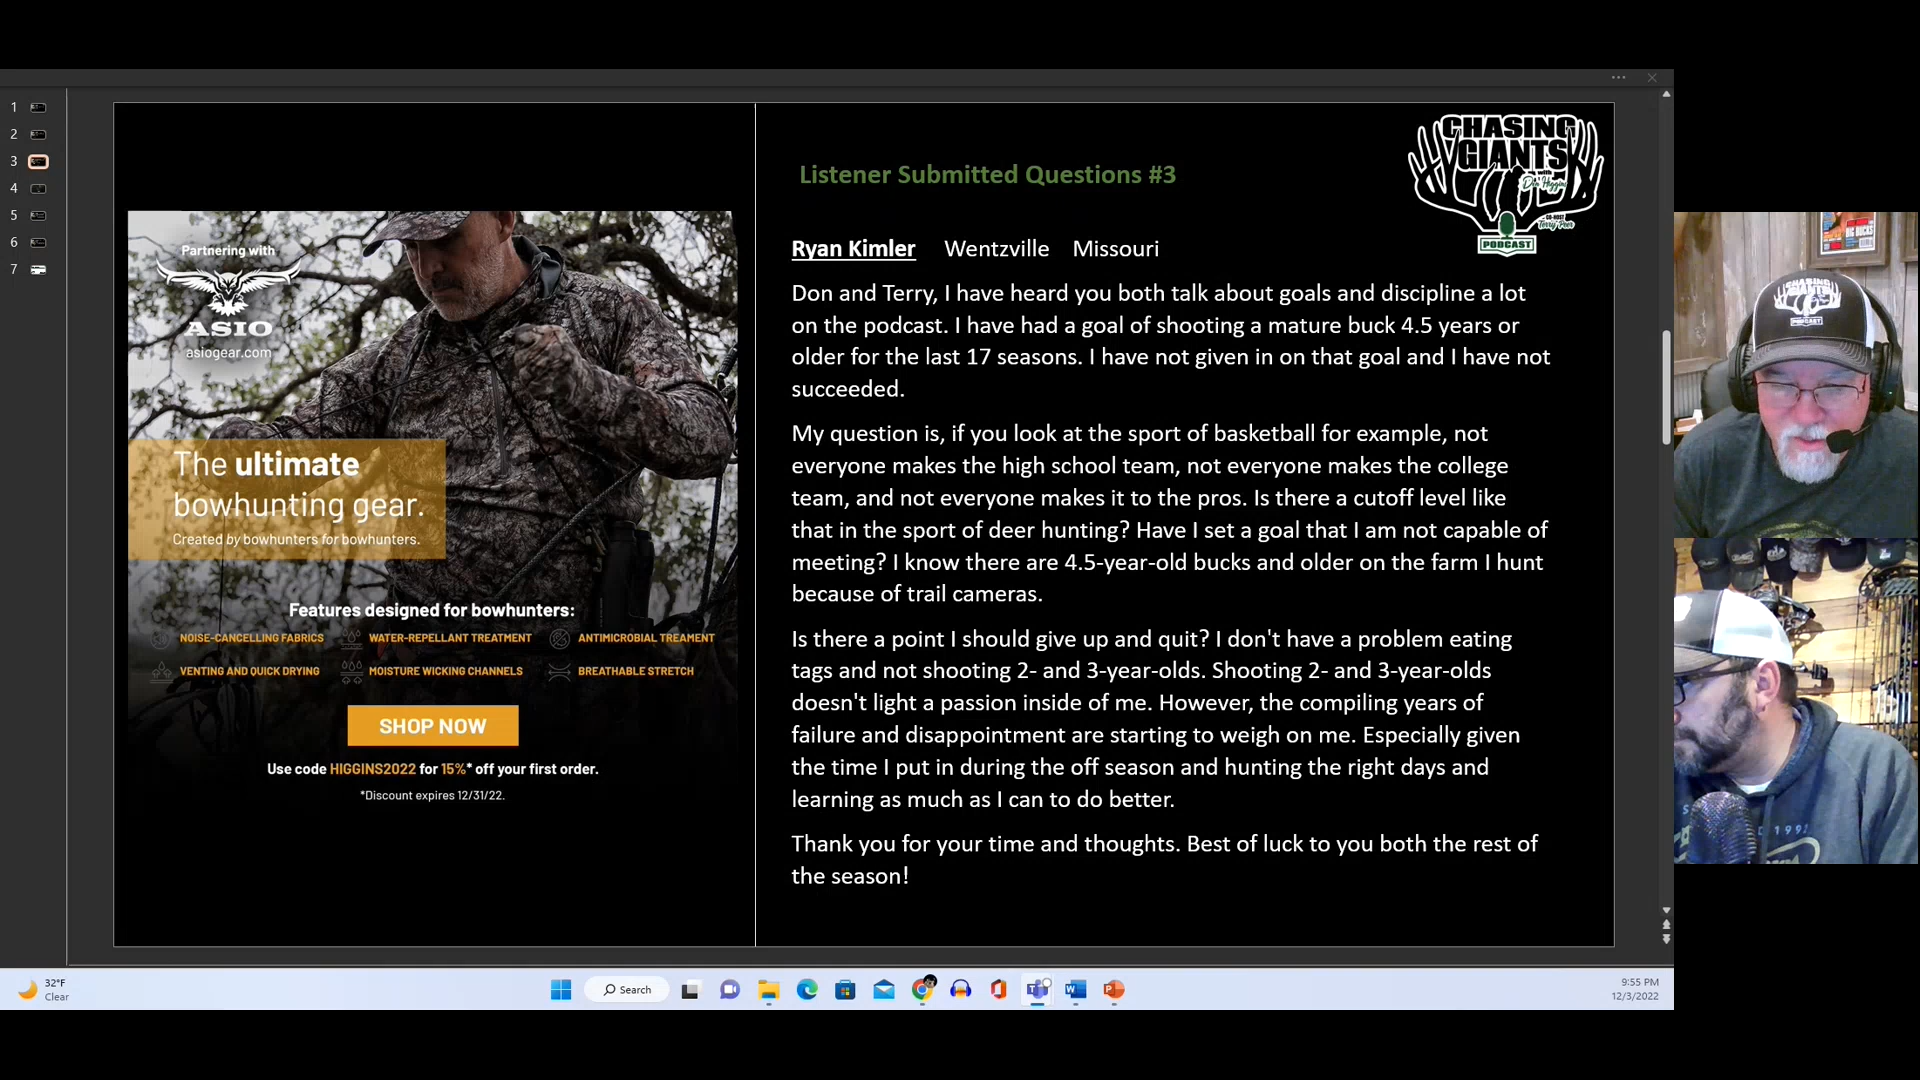 1
2
3
4
5
6
7
Partnering with
ASIO
asiogear.com
The ultimate
bowhunting gear.
Created by bowhunters for bowhunters.
Features designed for bowhunters:
NOISE-CANCELLING FABRICS
WATER-REPELLANT TREATMENT
ANTIMICROBIAL TREAMENT
VENTING AND QUICK DRYING
MOISTURE WICKING CHANNELS
BREATHABLE STRETCH
SHOP NOW
Use code HIGGINS2022 for 15%* off your first order.
*Discount expires 12/31/22.
CHASING
GIANTS
with
Don Higgins
CO-HOST
Terry Peer
PODCAST
Listener Submitted Questions #3
Ryan Kimler Wentzville Missouri
Don and Terry, I have heard you both talk about goals and discipline a lot
on the podcast. I have had a goal of shooting a mature buck 4.5 years or
older for the last 17 seasons. I have not given in on that goal and I have not
succeeded.
My question is, if you look at the sport of basketball for example, not
everyone makes the high school team, not everyone makes the college
team, and not everyone makes it to the pros. Is there a cutoff level like
that in the sport of deer hunting? Have I set a goal that I am not capable of
meeting? I know there are 4.5-year-old bucks and older on the farm I hunt
because of trail cameras.
Is there a point I should give up and quit? I don't have a problem eating
tags and not shooting 2- and 3-year-olds. Shooting 2- and 3-year-olds
doesn't light a passion inside of me. However, the compiling years of
failure and disappointment are starting to weigh on me. Especially given
the time I put in during the off season and hunting the right days and
learning as much as I can to do better.
Thank you for your time and thoughts. Best of luck to you both the rest of
the season!
BIG BUCKS
CHASING
GIANTS
PODCAST
1992
32°F
Clear
Search
9:55 PM
12/3/2022